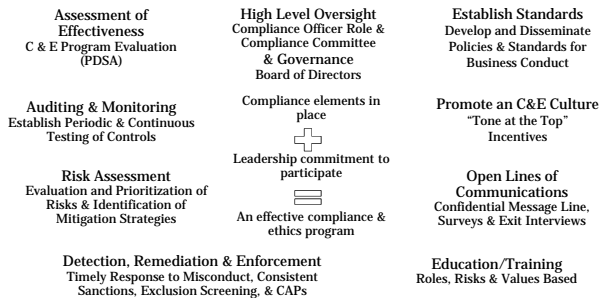 Assessment of
Effectiveness
C & E Program Evaluation
(PDSA)
High Level Oversight
Compliance Officer Role &
Compliance Committee
& Governance
Board of Directors
Establish Standards
Develop and Disseminate
Policies & Standards for
Business Conduct
Auditing & Monitoring
Establish Periodic & Continuous
Testing of Controls
Compliance elements in
place
Leadership commitment to
participate
An effective compliance &
ethics program
Promote an C&E Culture
“Tone at the Top”
Incentives
Risk Assessment
Evaluation and Prioritization of
Risks & Identification of
Mitigation Strategies
Open Lines of
Communications
Confidential Message Line,
Surveys & Exit Interviews
Detection, Remediation & Enforcement
Timely Response to Misconduct, Consistent
Sanctions, Exclusion Screening, & CAPs
Education/Training
Roles, Risks & Values Based